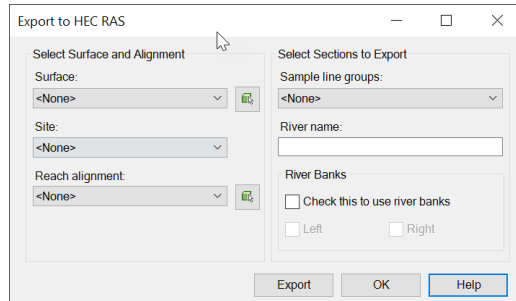 Export to HEC RAS
Select Surface and Alignment
Surface:
<None>
Site:
<None>
Reach alignment:
<None>
Select Sections to Export
Sample line groups:
<None>
River name:
River Banks
Check this to use river banks
Left
Right
Export
OK
Help